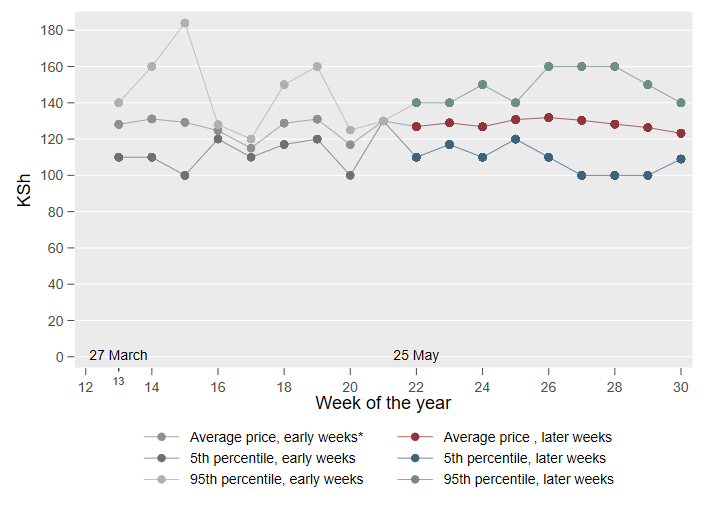 180
160
140
120
100
80
60
40
20
0
KSh
27 March
25 May
12
13
14
16
18
20
22
24
26
28
30
Week of the year
Average price, early weeks*
Average price , later weeks
5th percentile, early weeks
5th percentile, later weeks
95th percentile, early weeks
95th percentile, later weeks